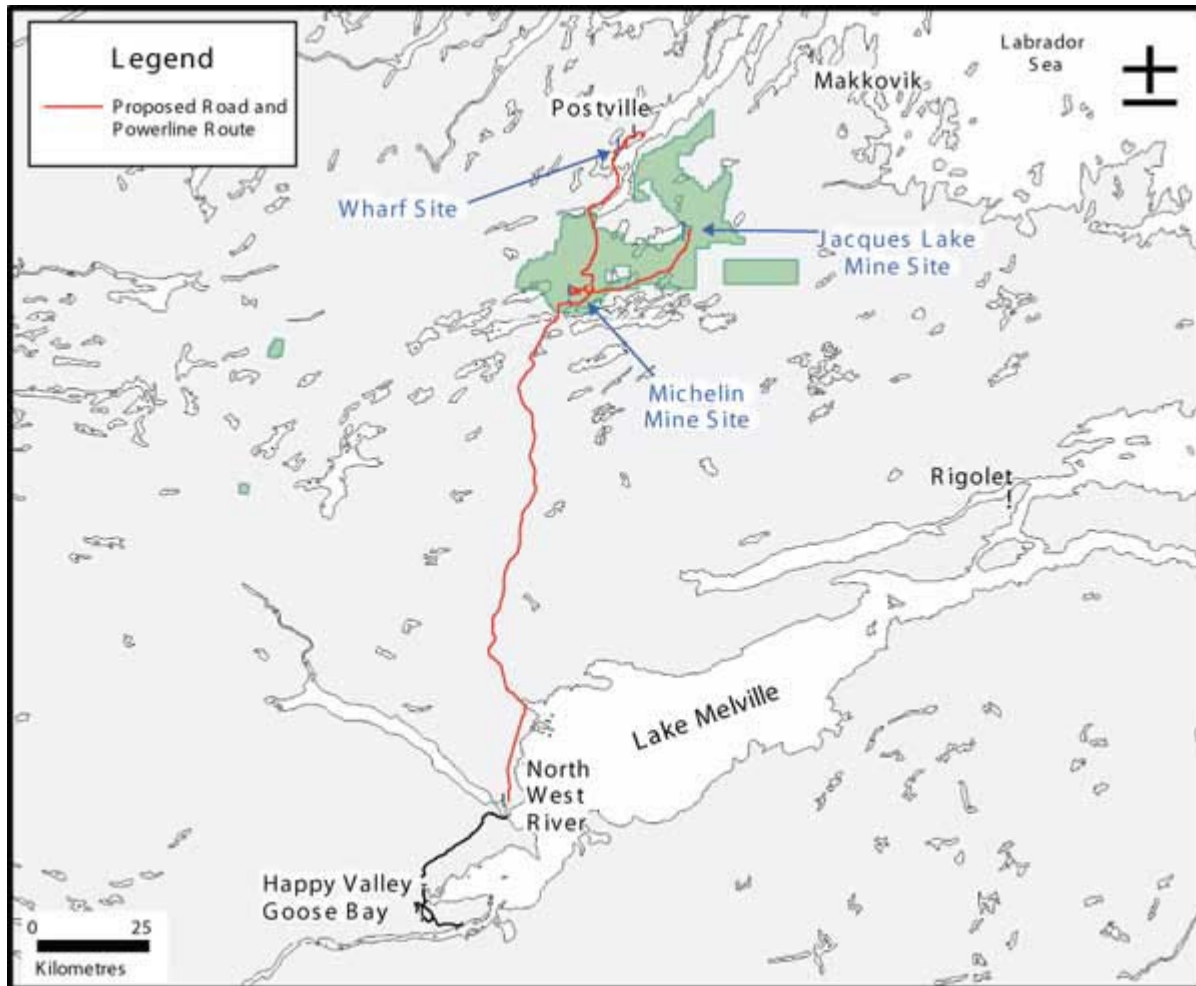 Legend
Proposed Road and
Powerline Route
Labrador
Sea
Makkovik
Postville
Wharf Site
Jacques Lake
Mine Site
Michelin
Mine Site
Rigolet
Lake Melville
North
West
River
Happy Valley
Goose Bay
0 25
Kilometres